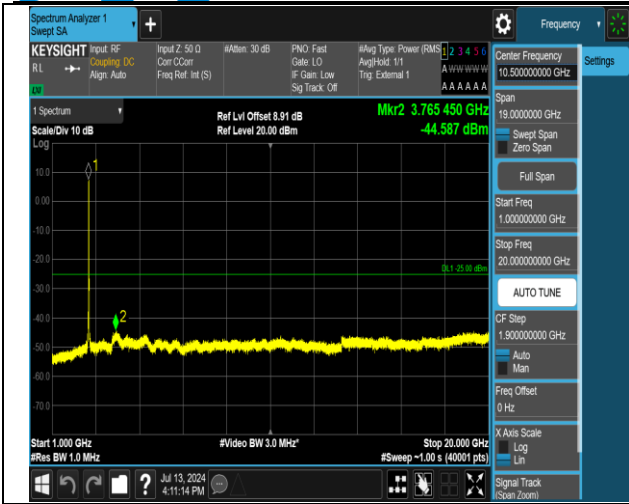 Spectrum Analyzer 1
Swept SA
Frequency
KEYSIGHT
RL
Input: RF
Coupling: DC
Align: Auto
Input Z: 50 Ω
Corr CCorr
Freq Ref: Int (S)
#Atten: 30 dB
PNO: Fast
Gate: LO
IF Gain: Low
Sig Track: Off
#Avg Type: Power (RMS
Avg|Hold: 1/1
Trig: External 1
1 2 3 4 5 6
A W W W W W
A A A A A A
LNI
1 Spectrum
Scale/Div 10 dB
Log
Ref Lvl Offset 8.91 dB
Ref Level 20.00 dBm
Mkr2 3.765 450 GHz
-44.587 dBm
10.0
0.00
-10.0
-20.0
-30.0
-40.0
-50.0
-60.0
-70.0
1
2
DL1 -25.00 dBm
Start 1.000 GHz
#Res BW 1.0 MHz
#Video BW 3.0 MHz*
Stop 20.000 GHz
#Sweep ~1.00 s (40001 pts)
Jul 13, 2024
4:11:14 PM
Center Frequency
10.500000000 GHz
Span
19.0000000 GHz
Swept Span
Zero Span
Full Span
Start Freq
1.000000000 GHz
Stop Freq
20.000000000 GHz
AUTO TUNE
CF Step
1.900000000 GHz
Auto
Man
Freq Offset
0 Hz
X Axis Scale
Log
Lin
Signal Track
(Span Zoom)
Settings